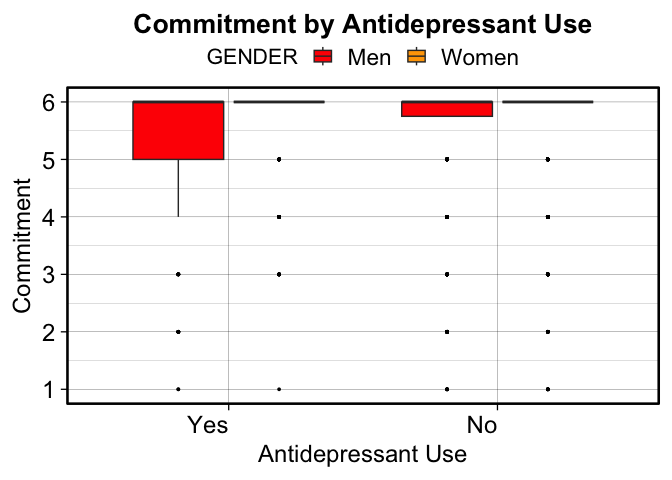 Commitment by Antidepressant Use
GENDER Men Women
6
5
4
3
2
1
Commitment
Yes No
Antidepressant Use